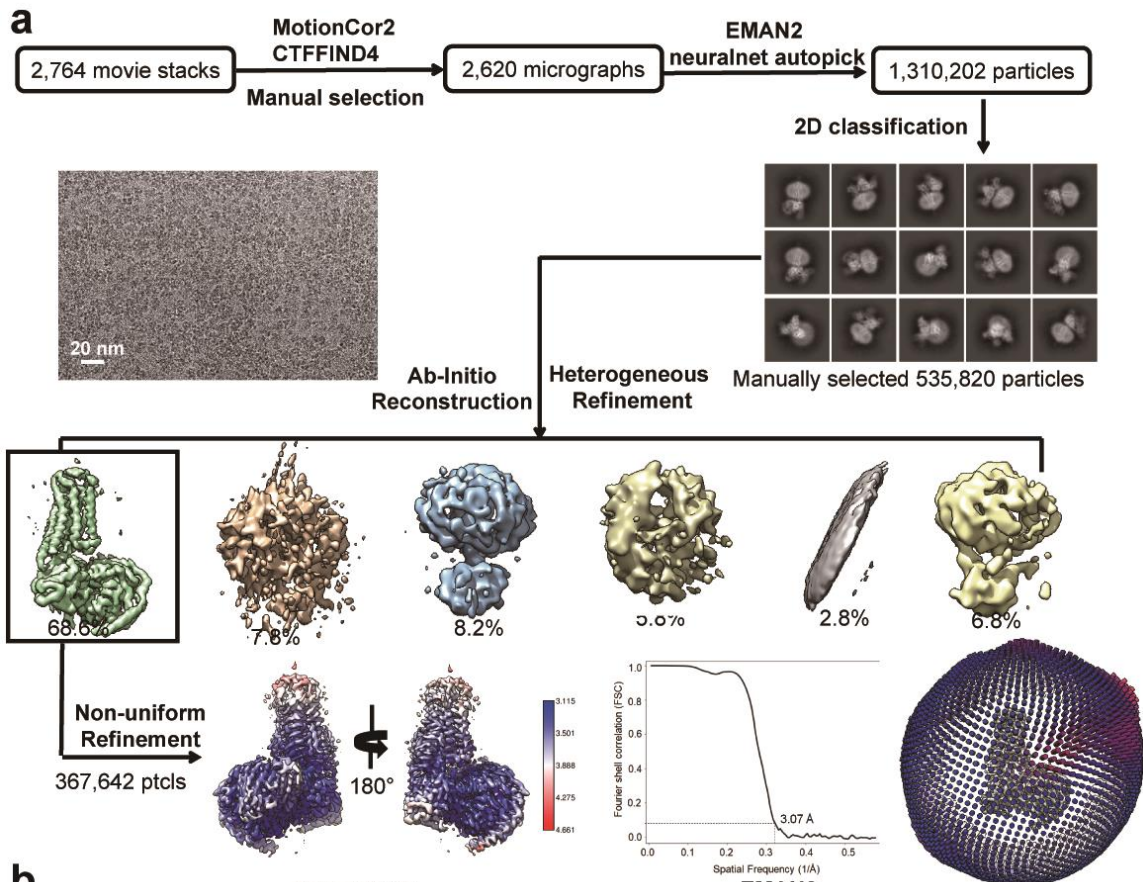 a
MotionCor2
CTFFIND4
EMAN2
neuralnet autopick
2,764 movie stacks
2,620 micrographs
1,310,202 particles
Manual selection
2D classification
20 nm
Manually selected 535,820 particles
Ab-Initio
Reconstruction
Heterogeneous
Refinement
68.6%
7.8%
8.2%
2.8%
6.8%
Non-uniform
Refinement
367,642 ptcls
180°
3.115
3.501
3.888
4.275
4.661
Fourier shell correlation (FSC)
1.0
0.8
0.6
0.4
0.2
0.0
3.07 Å
0.0 0.1 0.2 0.3 0.4 0.5
Spatial Frequency (1/Å)
b